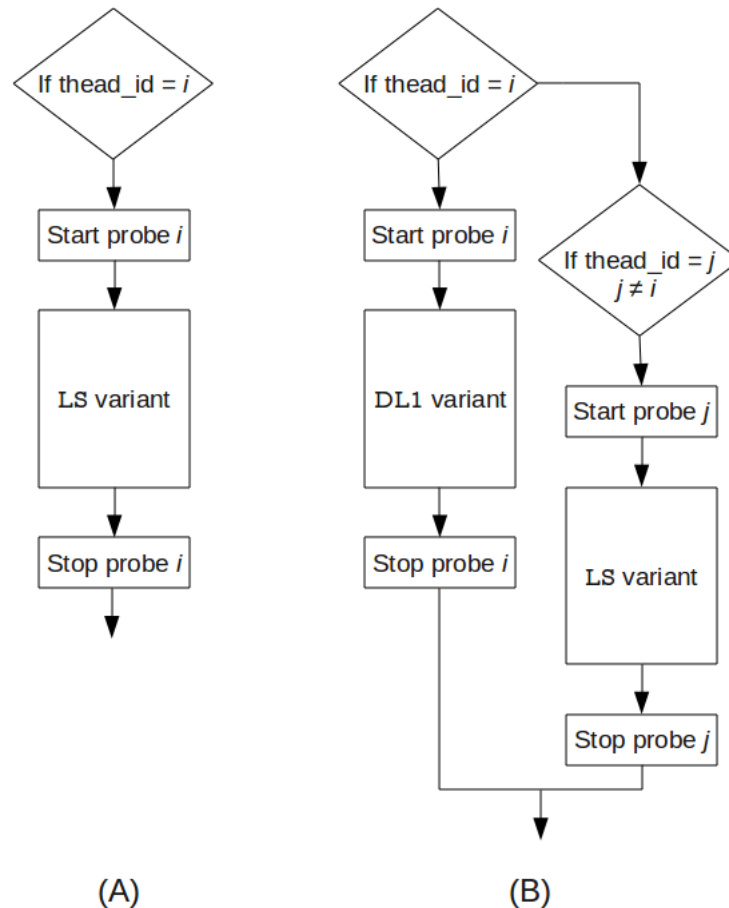 If thead_id = i
Start probe i
LS variant
Stop probe i
(A)
If thead_id = i
Start probe i
DL1 variant
Stop probe i
If thead_id = j
j ≠ i
Start probe j
LS variant
Stop probe j
(B)